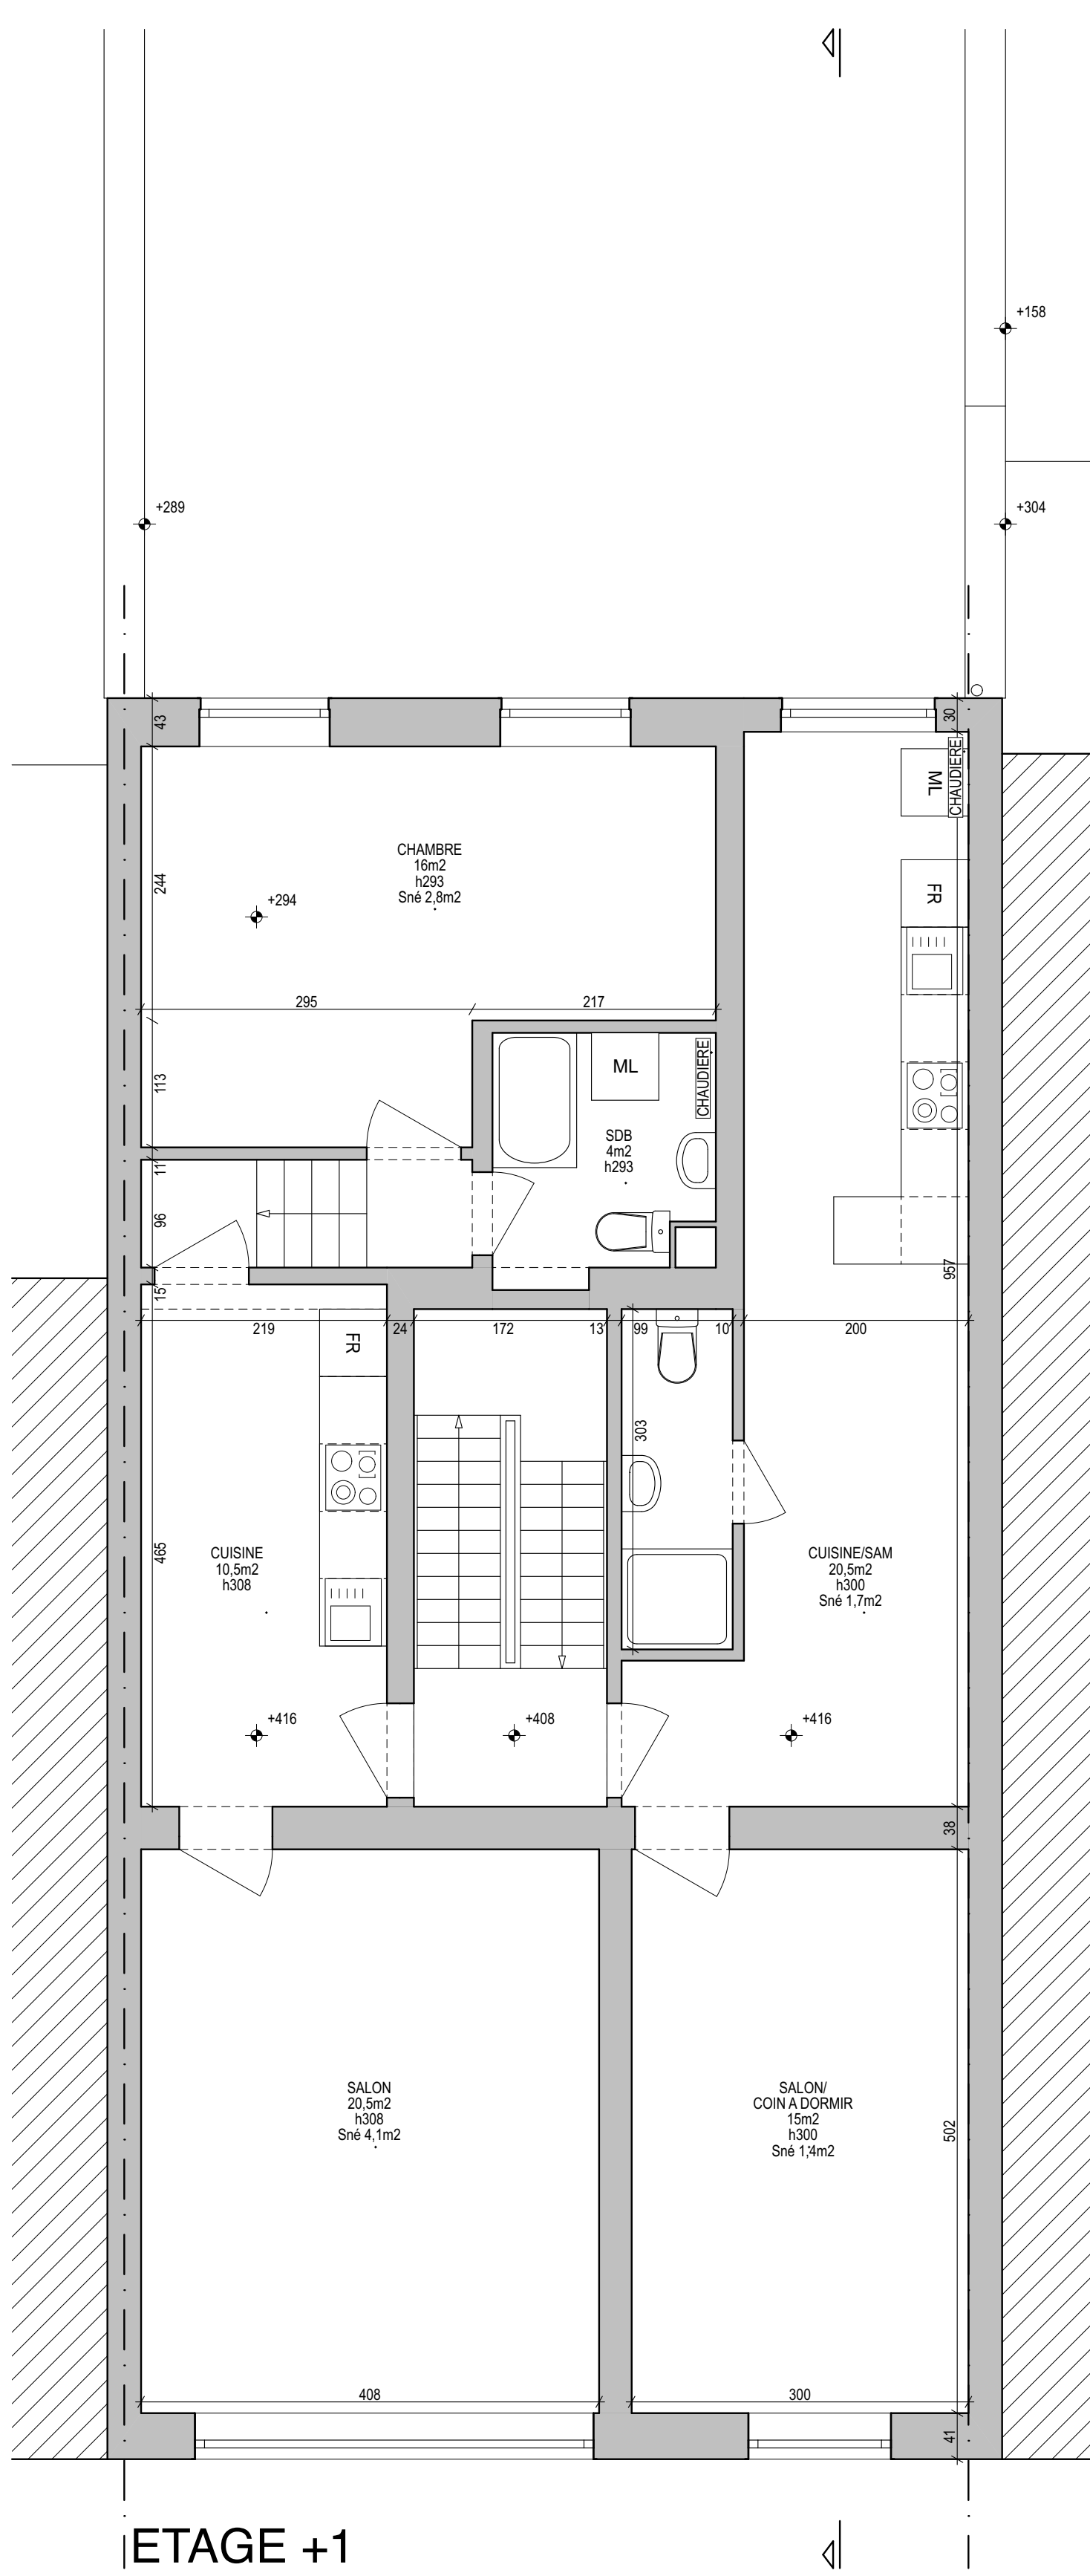 +158
+289
+304
43
30
ML
CHAUDIERE
244
CHAMBRE
16m2
h293
Sné 2,8m2
+294
FR
295
217
113
ML
CHAUDIERE
SDB
4m2
h293
11
96
15
957
219
24
172
13
99
10
200
FR
303
465
CUISINE
10,5m2
h308
CUISINE/SAM
20,5m2
h300
Sné 1,7m2
+416
+408
+416
38
SALON
20,5m2
h308
Sné 4,1m2
SALON/
COIN A DORMIR
15m2
h300
Sné 1,4m2
502
408
300
41
ETAGE +1